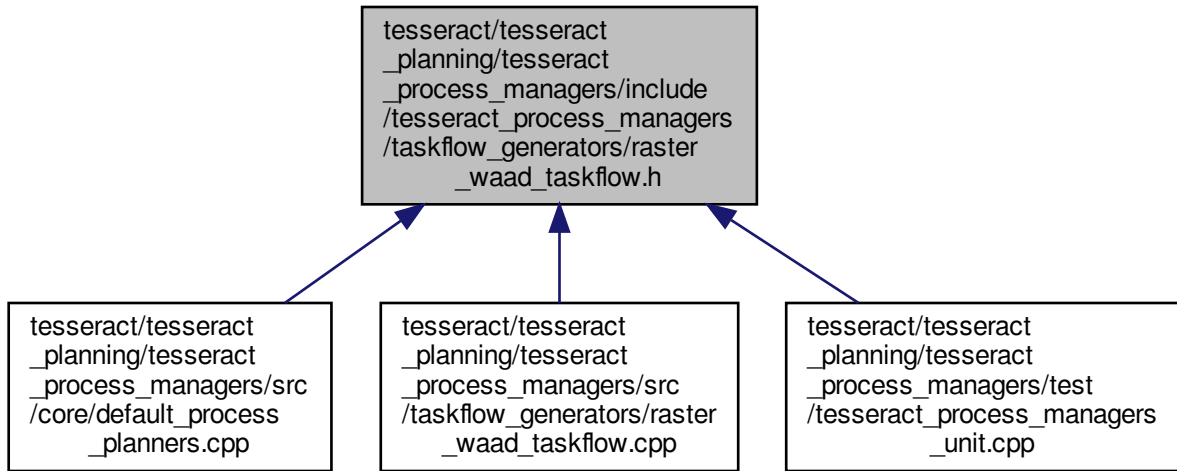 tesseract/tesseract
_planning/tesseract
_process_managers/include
/tesseract_process_managers
/taskflow_generators/raster
_waad_taskflow.h
tesseract/tesseract
_planning/tesseract
_process_managers/src
/core/default_process
_planners.cpp
tesseract/tesseract
_planning/tesseract
_process_managers/src
/taskflow_generators/raster
_waad_taskflow.cpp
tesseract/tesseract
_planning/tesseract
_process_managers/test
/tesseract_process_managers
_unit.cpp